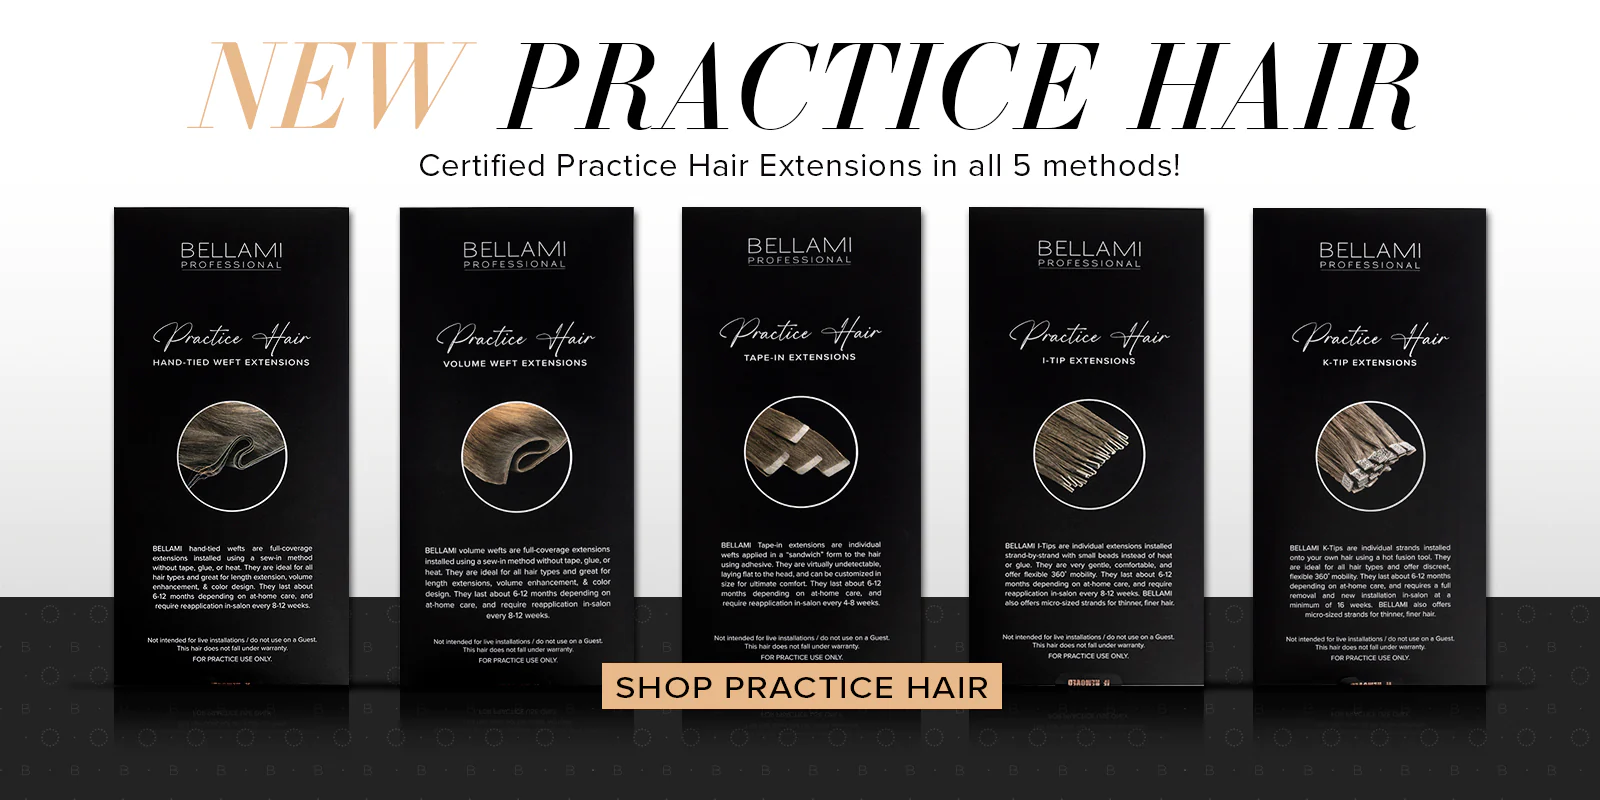 NEW PRACTICE HAIR
Certified Practice Hair Extensions in all 5 methods!
BELLAMI
PROFESSIONAL
Practice Hair
HAND-TIED WEFT EXTENSIONS
BELLAMI hand-tied wefts are full-coverage
extensions installed using a sew-in method
without tape, glue, or heat. They are ideal for all
hair types and great for length extension, volume
enhancement, & color design. They last about
6-12 months depending on at-home care, and
require reapplication in-salon every 8-12 weeks.
Not intended for live installations / do not use on a Guest.
This hair does not fall under warranty.
FOR PRACTICE USE ONLY.
BELLAMI
PROFESSIONAL
Practice Hair
VOLUME WEFT EXTENSIONS
BELLAMI volume wefts are full-coverage extensions
installed using a sew-in method without tape, glue, or
heat. They are ideal for all hair types and great for
length extensions, volume enhancement, & color
design. They last about 6-12 months depending on
at-home care, and require reapplication in-salon
every 8-12 weeks.
Not intended for live installations / do not use on a Guest.
This hair does not fall under warranty.
FOR PRACTICE USE ONLY.
BELLAMI
PROFESSIONAL
Practice Hair
TAPE-IN EXTENSIONS
BELLAMI Tape-in extensions are individual
wefts applied in a "sandwich" form to the hair
using adhesive. They are virtually undetectable,
laying flat to the head, and can be customized in
size for ultimate comfort. They last about 6-12
months depending on at-home care, and
require reapplication in-salon every 4-8 weeks.
Not intended for live installations / do not use on a Guest.
This hair does not fall under warranty.
FOR PRACTICE USE ONLY.
BELLAMI
PROFESSIONAL
Practice Hair
I-TIP EXTENSIONS
BELLAMI I-Tips are individual extensions installed
strand-by-strand with small beads instead of heat
or glue. They are very gentle, comfortable, and
offer flexible 360° mobility. They last about 6-12
months depending on at-home care, and require
reapplication in-salon every 8-12 weeks. BELLAMI
also offers micro-sized strands for thinner, finer hair.
Not intended for live installations / do not use on a Guest.
This hair does not fall under warranty.
FOR PRACTICE USE ONLY.
BELLAMI
PROFESSIONAL
Practice Hair
K-TIP EXTENSIONS
BELLAMI K-Tips are individual strands installed
onto your own hair using a hot fusion tool. They
are ideal for all hair types and offer discreet,
flexible 360° mobility. They last about 6-12 months
depending on at-home care, and requires a full
removal and new installation in-salon at a
minimum of 16 weeks. BELLAMI also offers
micro-sized strands for thinner, finer hair.
Not intended for live installations / do not use on a Guest.
This hair does not fall under warranty.
FOR PRACTICE USE ONLY.
SHOP PRACTICE HAIR